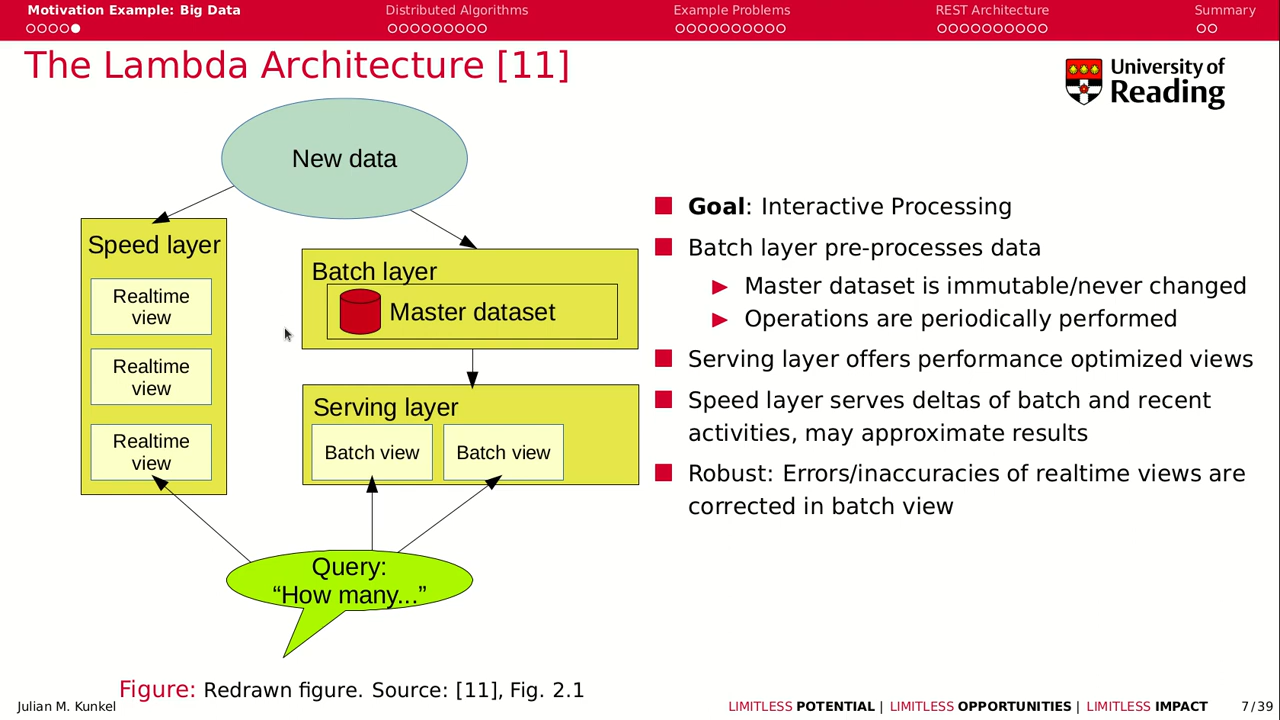 Motivation Example: Big Data
Distributed Algorithms
Example Problems
REST Architecture
Summary
The Lambda Architecture [11]
University of
Reading
New data
Speed layer
Realtime
view
Realtime
view
Realtime
view
Batch layer
Master dataset
Serving layer
Batch view
Batch view
Query:
“How many...”
Figure: Redrawn figure. Source: [11], Fig. 2.1
Goal: Interactive Processing
Batch layer pre-processes data
Master dataset is immutable/never changed
Operations are periodically performed
Serving layer offers performance optimized views
Speed layer serves deltas of batch and recent
activities, may approximate results
Robust: Errors/inaccuracies of realtime views are
corrected in batch view
Julian M. Kunkel
LIMITLESS POTENTIAL | LIMITLESS OPPORTUNITIES | LIMITLESS IMPACT
7/39